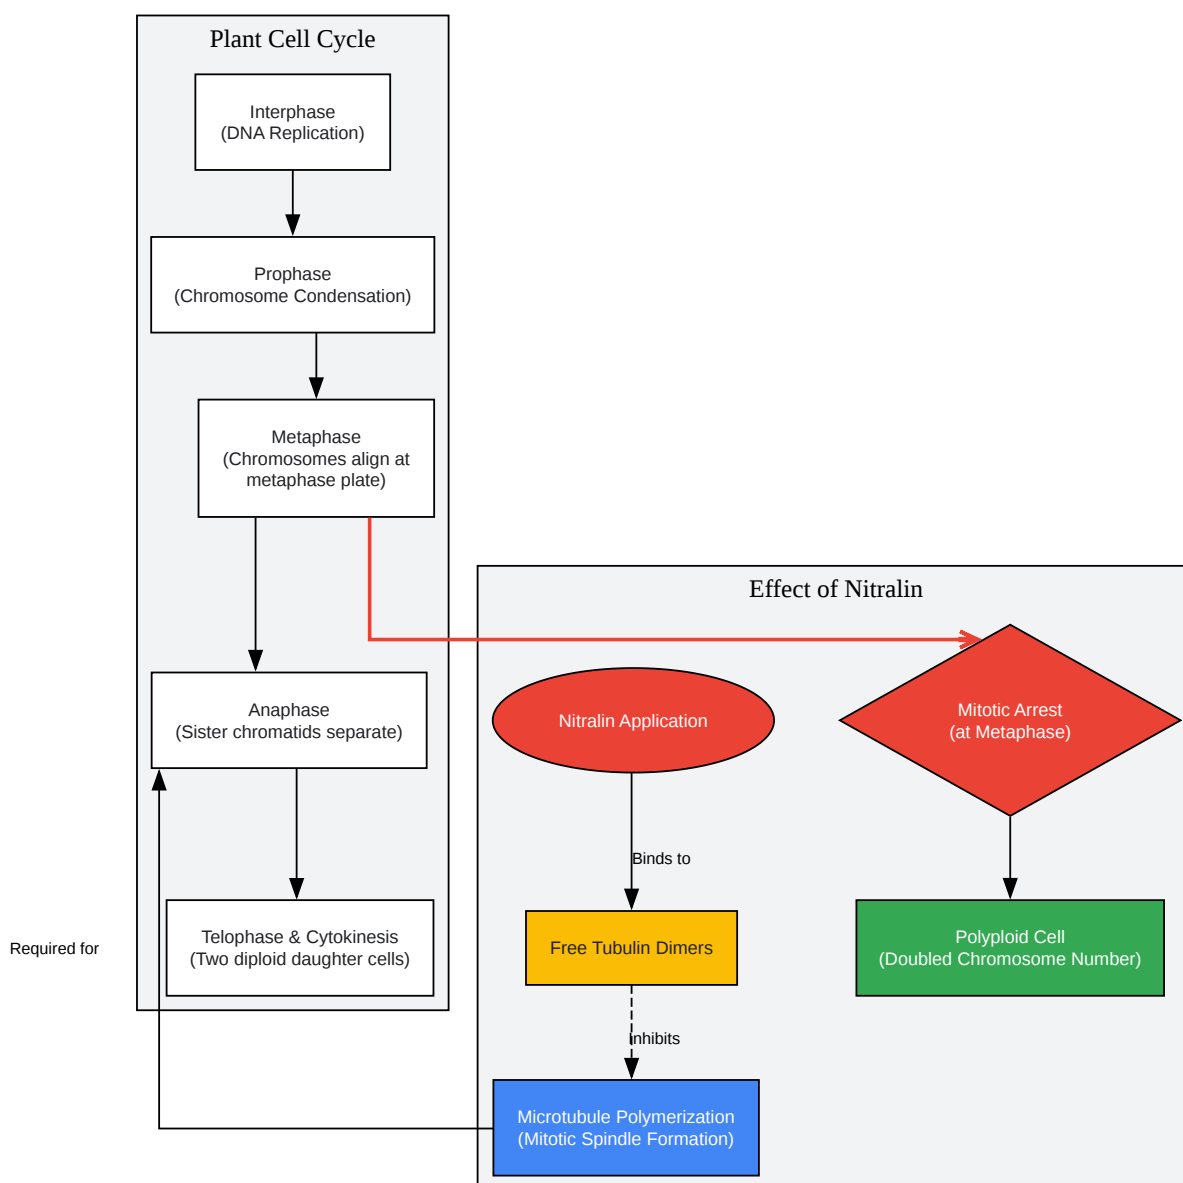 Plant Cell Cycle
Interphase
(DNA Replication)
Prophase
(Chromosome Condensation)
Metaphase
(Chromosomes align at
metaphase plate)
Anaphase
(Sister chromatids separate)
Telophase & Cytokinesis
(Two diploid daughter cells)
Required for
Effect of Nitralin
Nitralin Application
Mitotic Arrest
(at Metaphase)
Binds to
Free Tubulin Dimers
Polyploid Cell
(Doubled Chromosome Number)
Inhibits
Microtubule Polymerization
(Mitotic Spindle Formation)